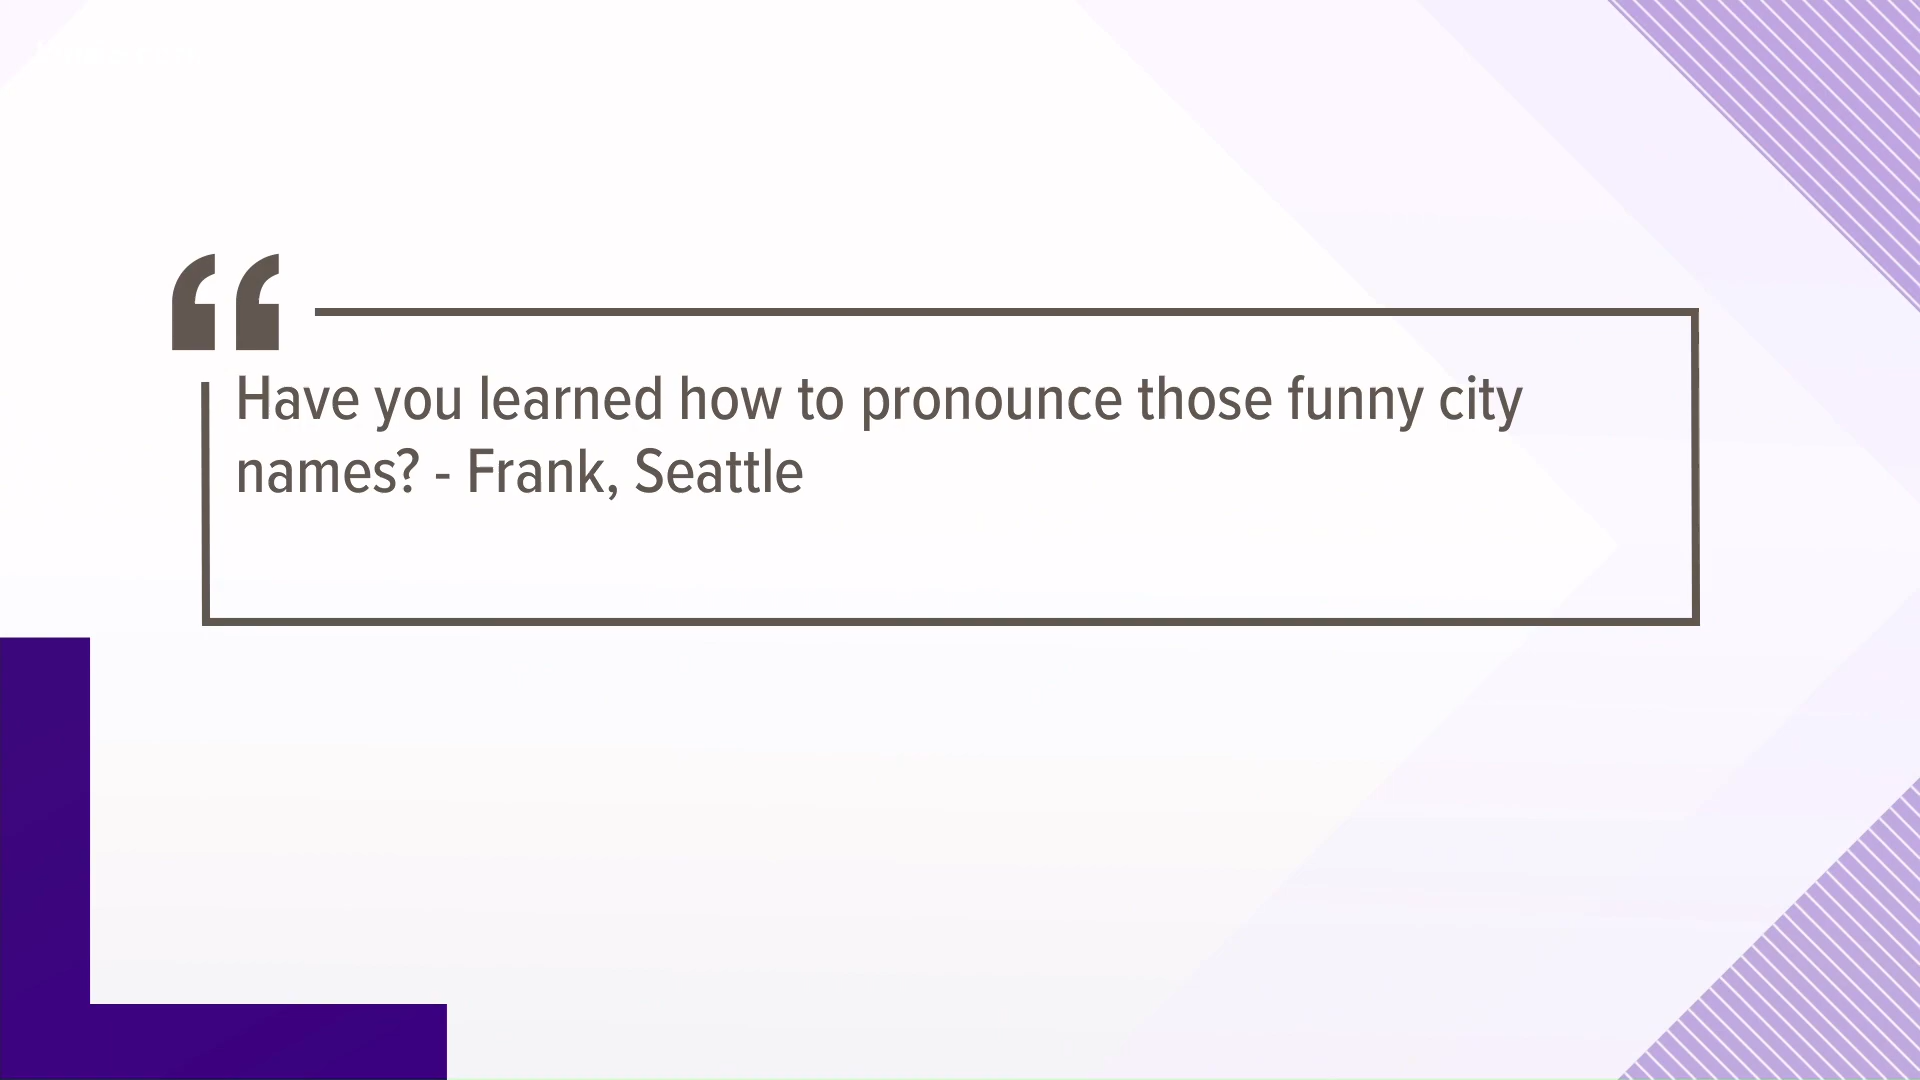 Have you learned how to pronounce those funny city
names? - Frank, Seattle